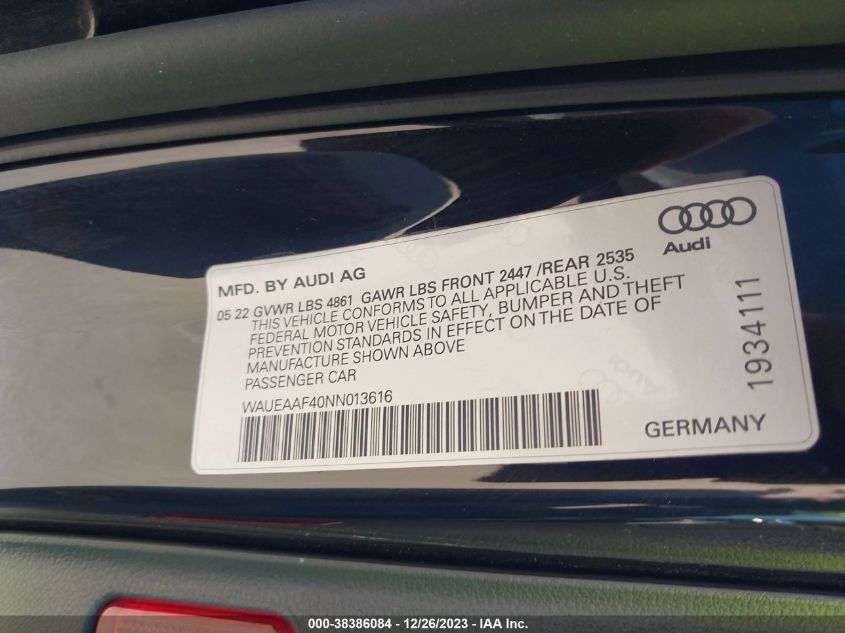 Audi
MFD. BY AUDI AG
05 22 GVWR LBS 4861 GAWR LBS FRONT 2447 /REAR 2535
THIS VEHICLE CONFORMS TO ALL APPLICABLE U.S.
FEDERAL MOTOR VEHICLE SAFETY, BUMPER AND THEFT
PREVENTION STANDARDS IN EFFECT ON THE DATE OF
MANUFACTURE SHOWN ABOVE
PASSENGER CAR
WAUEAAF40NN013616
GERMANY
1934111
000-38386084 - 12/26/2023 - IAA Inc.